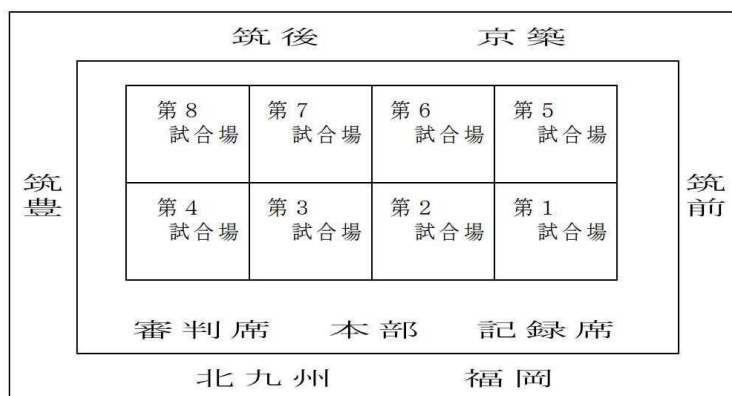 筑後 京築
第８ 第７ 第６ 第５
試合場 試合場 試合場 試合場
筑豊
筑前
第４ 第３ 第２ 第１
試合場 試合場 試合場 試合場
審判席 本部 記録席
北九州 福岡